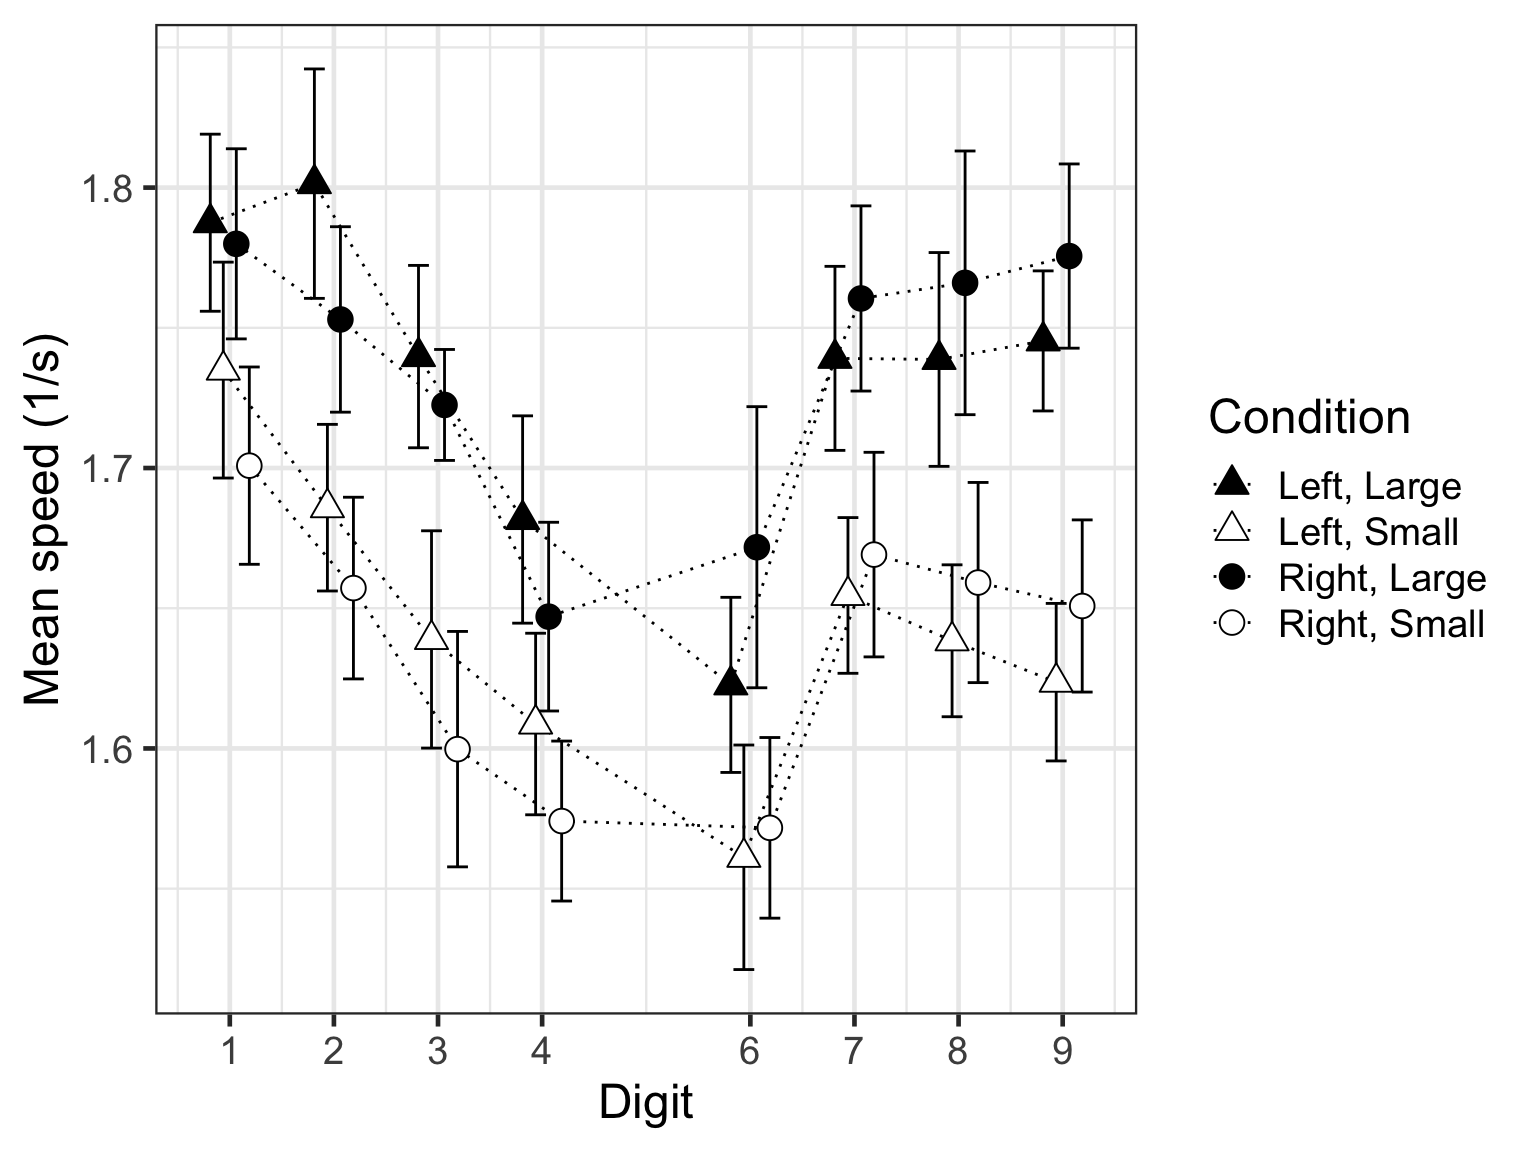 Mean speed (1/s)
1.8
1.7
1.6
1 2 3 4 6 7 8 9
Digit
Condition
Left, Large
Left, Small
Right, Large
Right, Small